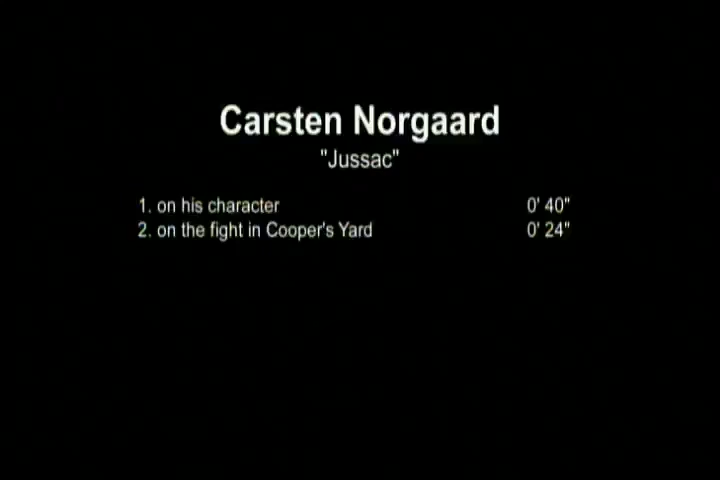 Carsten Norgaard
"Jussac"
1. on his character 0' 40"
2. on the fight in Cooper's Yard 0' 24"